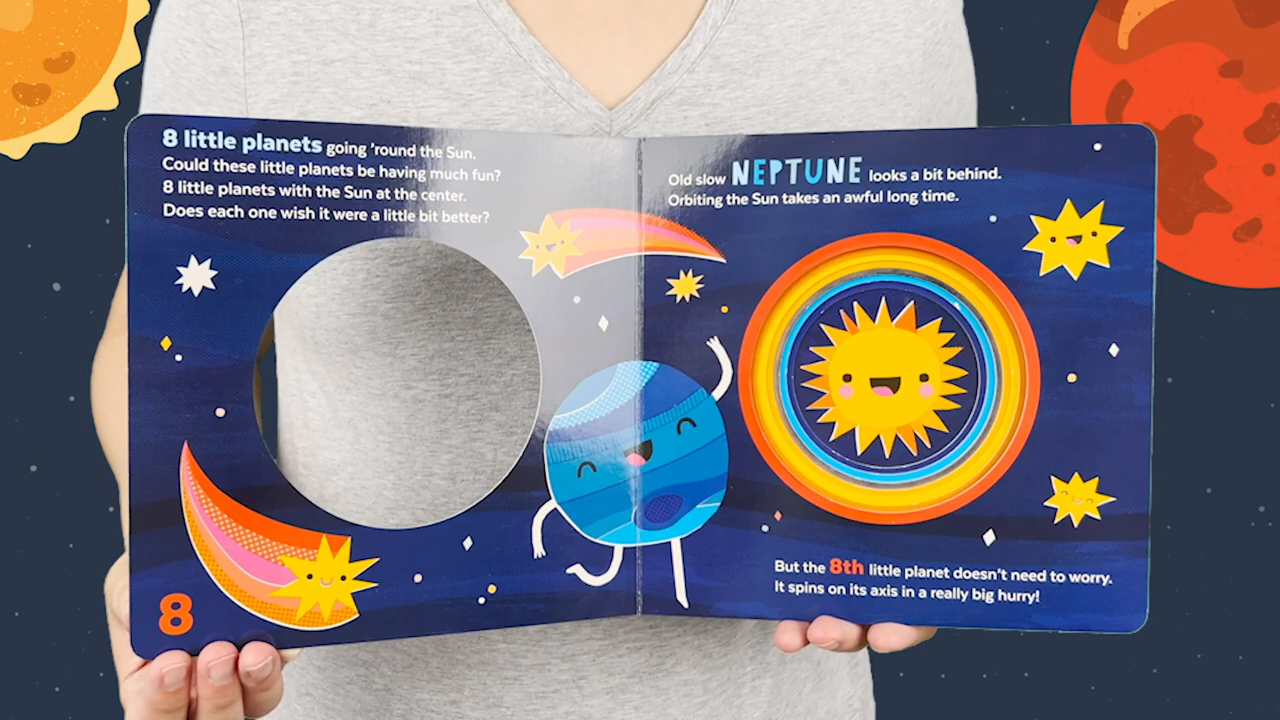 8 little planets going 'round the Sun.
Could these little planets be having much fun?
8 little planets with the Sun at the center.
Does each one wish it were a little bit better?
8
Old slow NEPTUNE looks a bit behind.
Orbiting the Sun takes an awful long time.
But the 8th little planet doesn't need to worry.
It spins on its axis in a really big hurry!